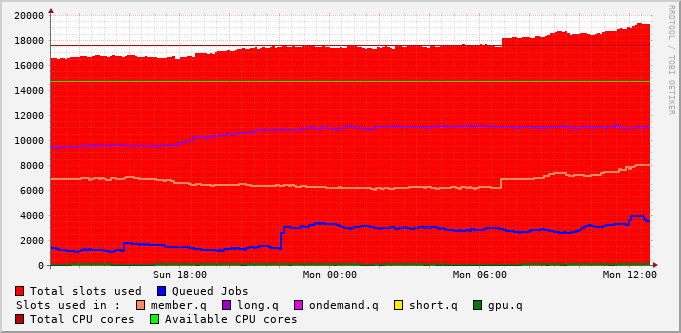 RRDTOOL / TOBI OETIKER
20000
18000
16000
14000
12000
10000
8000
6000
4000
2000
0
Sun 18:00 Mon 00:00 Mon 06:00 Mon 12:00
Total slots used Queued Jobs
Slots used in : member.q long.q ondemand.q short.q gpu.q
Total CPU cores Available CPU cores